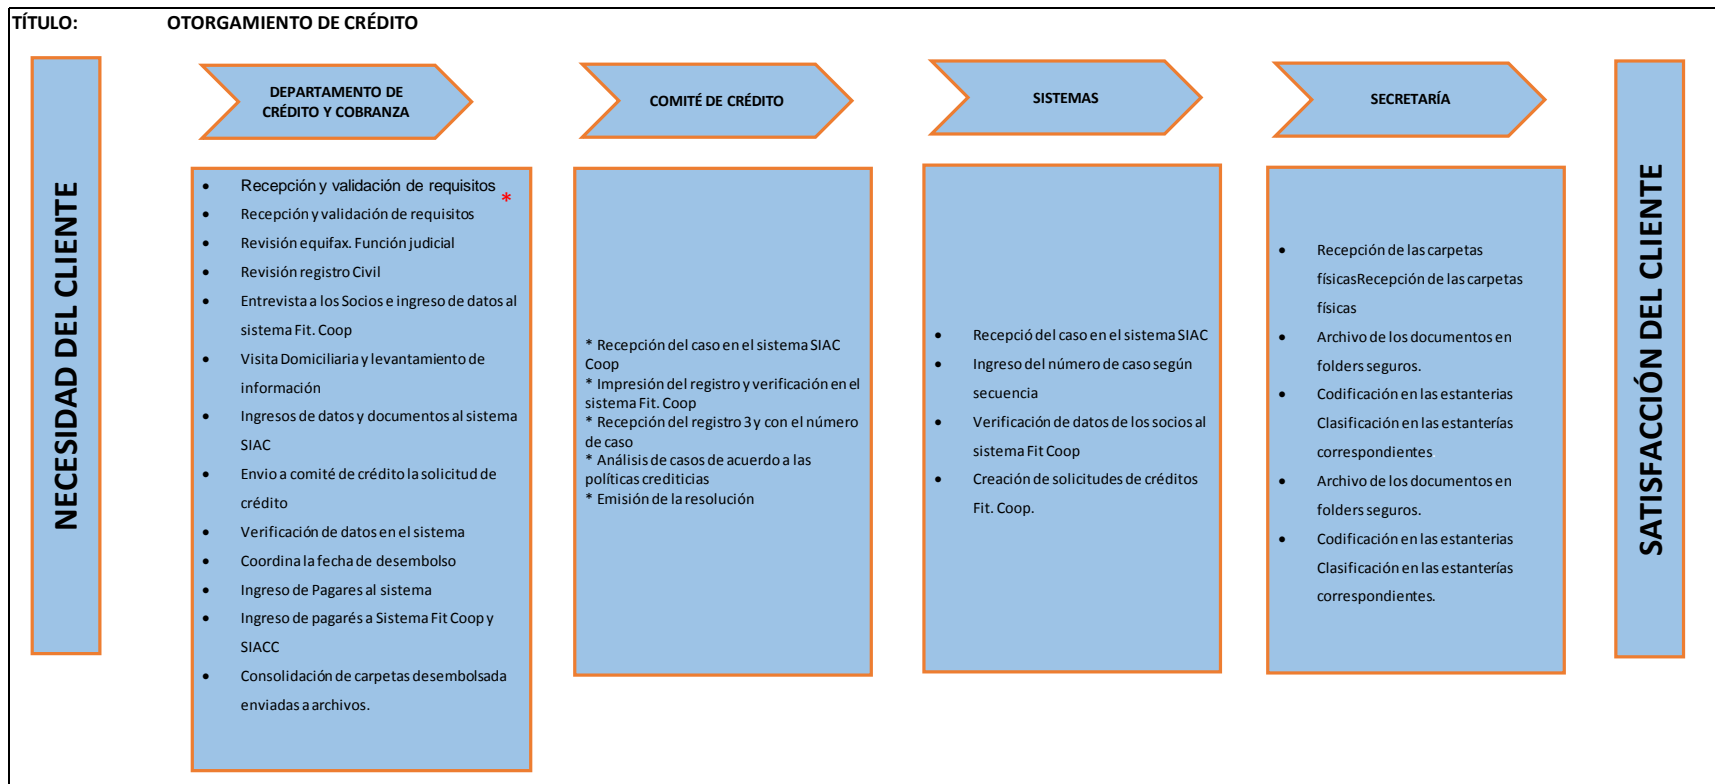 TÍTULO: OTORGAMIENTO DE CRÉDITO
NECESIDAD DEL CLIENTE
DEPARTAMENTO DE
CRÉDITO Y COBRANZA
• Recepción y validación de requisitos
*
• Recepción y validación de requisitos
• Revisión equifax. Función judicial
• Revisión registro Civil
• Entrevista a los Socios e ingreso de datos al
sistema Fit. Coop
• Visita Domiciliaria y levantamiento de
información
• Ingresos de datos y documentos al sistema
SIAC
• Envio a comité de crédito la solicitud de
crédito
• Verificación de datos en el sistema
• Coordina la fecha de desembolso
• Ingreso de Pagares al sistema
• Ingreso de pagarés a Sistema Fit Coop y
SIACC
• Consolidación de carpetas desembolsada
enviadas a archivos.
COMITÉ DE CRÉDITO
* Recepción del caso en el sistema SIAC
Coop
* Impresión del registro y verificación en el
sistema Fit. Coop
* Recepción del registro 3 y con el número
de caso
* Análisis de casos de acuerdo a las
políticas crediticias
* Emisión de la resolución
SISTEMAS
• Recepció del caso en el sistema SIAC
• Ingreso del número de caso según
secuencia
• Verificación de datos de los socios al
sistema Fit Coop
• Creación de solicitudes de créditos
Fit. Coop.
SECRETARÍA
• Recepción de las carpetas
físicasRecepción de las carpetas
físicas
• Archivo de los documentos en
folders seguros.
• Codificación en las estanterias
Clasificación en las estanterías
correspondientes
• Archivo de los documentos en
folders seguros.
• Codificación en las estanterias
Clasificación en las estanterías
correspondientes.
SATISFACCIÓN DEL CLIENTE